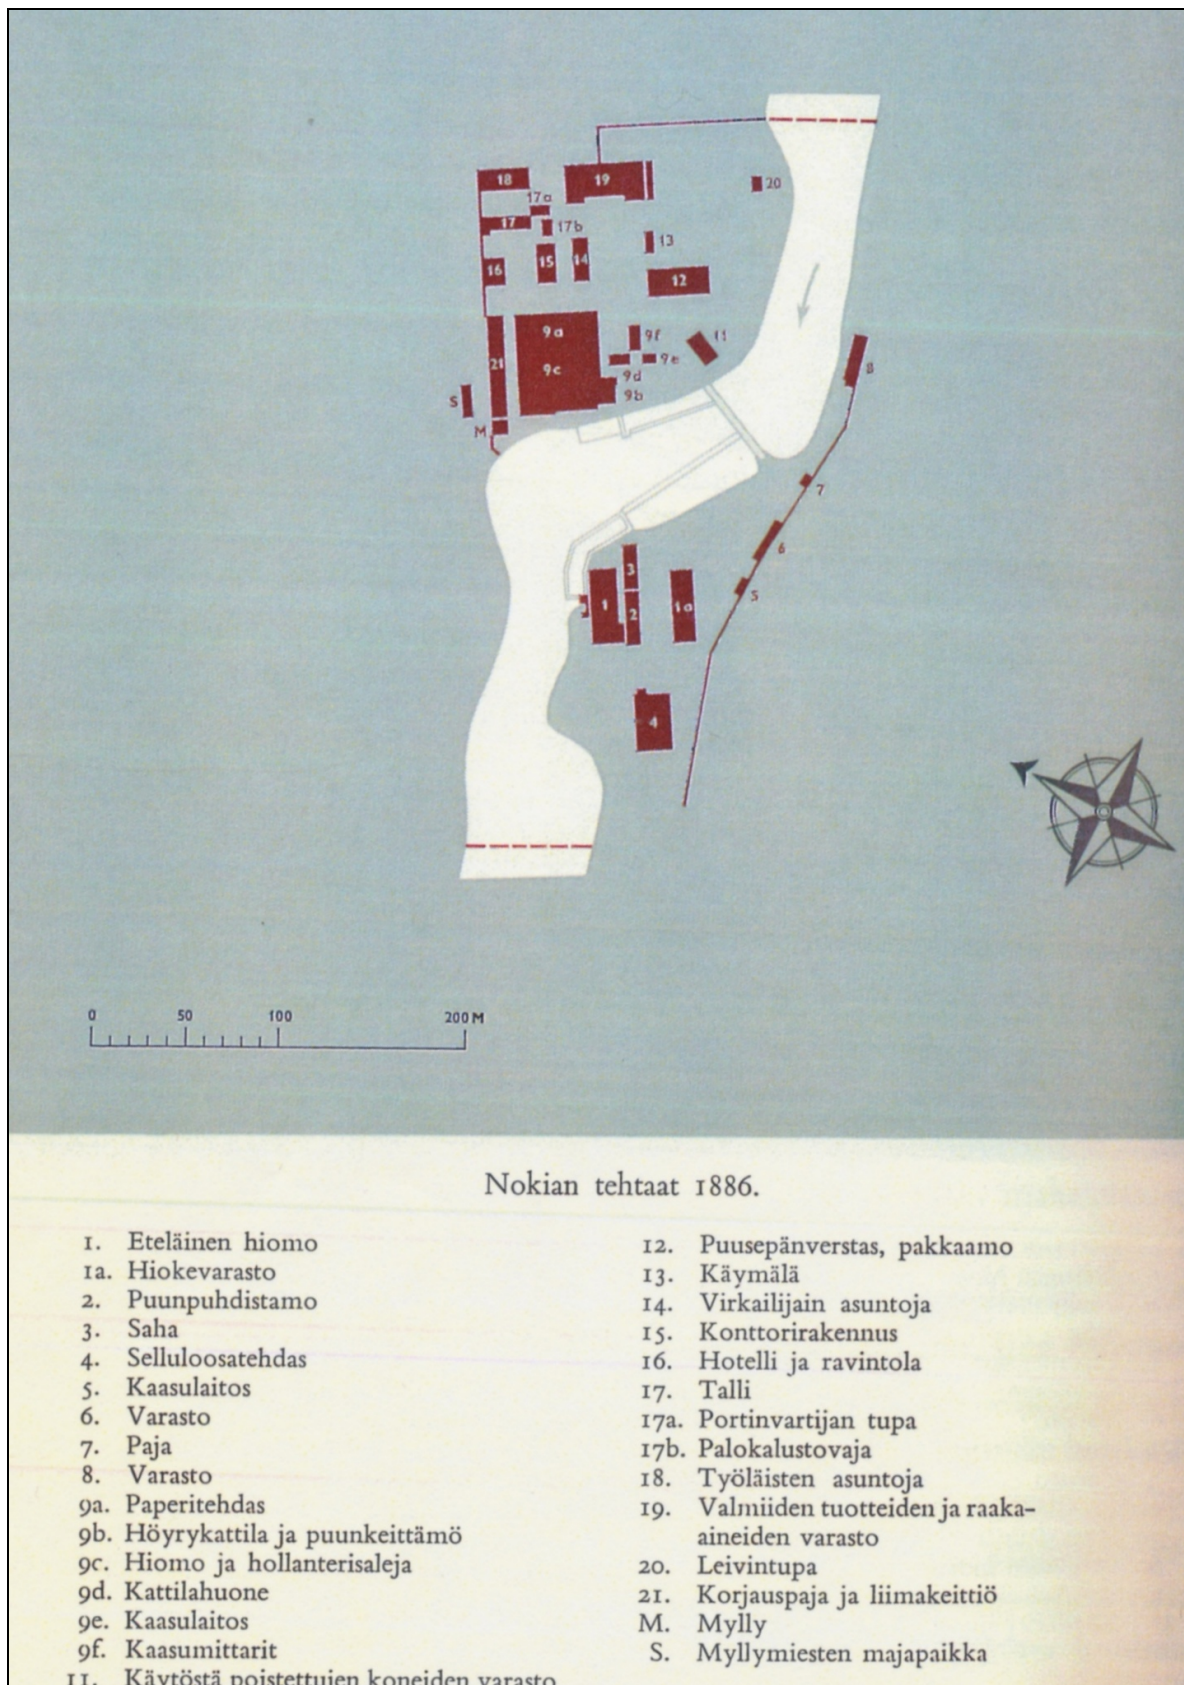 18
19
20
17a
17
17b
13
16
15
14
12
9a
9f
11
21
9c
9e
8
9d
S
9b
M
7
6
3
5
1
2
1a
4
0 50 100 200 M
Nokian tehtaat 1886.
1. Eteläinen hiomo
1a. Hiokevarasto
2. Puunpuhdistamo
3. Saha
4. Selluloosatehdas
5. Kaasulaitos
6. Varasto
7. Paja
8. Varasto
9a. Paperitehdas
9b. Höyrykattila ja puunkeittämö
9c. Hiomo ja hollanterisaleja
9d. Kattilahuone
9e. Kaasulaitos
9f. Kaasumittarit
11. Käytöstä poistettujen koneiden varasto
12. Puusepänverstas, pakkaamo
13. Käymälä
14. Virkailijain asuntoja
15. Konttorirakennus
16. Hotelli ja ravintola
17. Talli
17a. Portinvartijan tupa
17b. Palokalustovaja
18. Työläisten asuntoja
19. Valmiiden tuotteiden ja raaka-
aineiden varasto
20. Leivintupa
21. Korjauspaja ja liimakeittiö
M. Mylly
S. Myllymiesten majapaikka